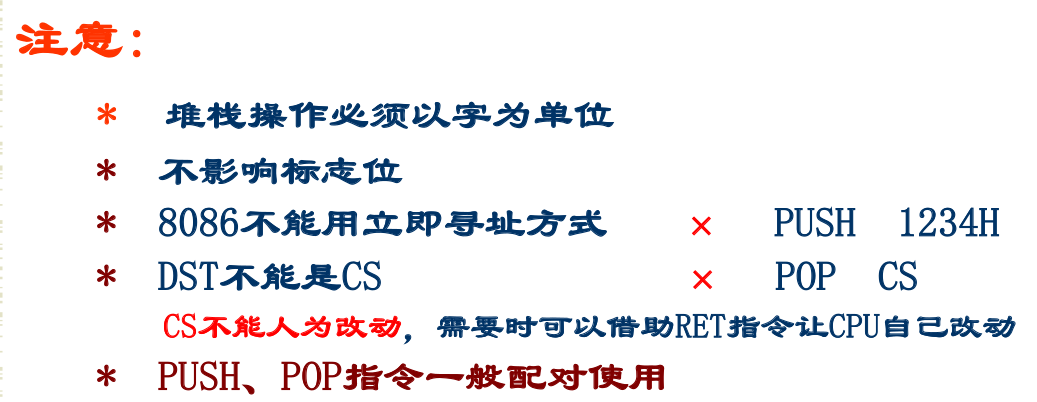 注意：
* 堆栈操作必须以字为单位
* 不影响标志位
* 8086不能用立即寻址方式 × PUSH 1234H
* DST不能是CS × POP CS
CS不能人为改动，需要时可以借助RET指令让CPU自己改动
* PUSH、POP指令一般配对使用